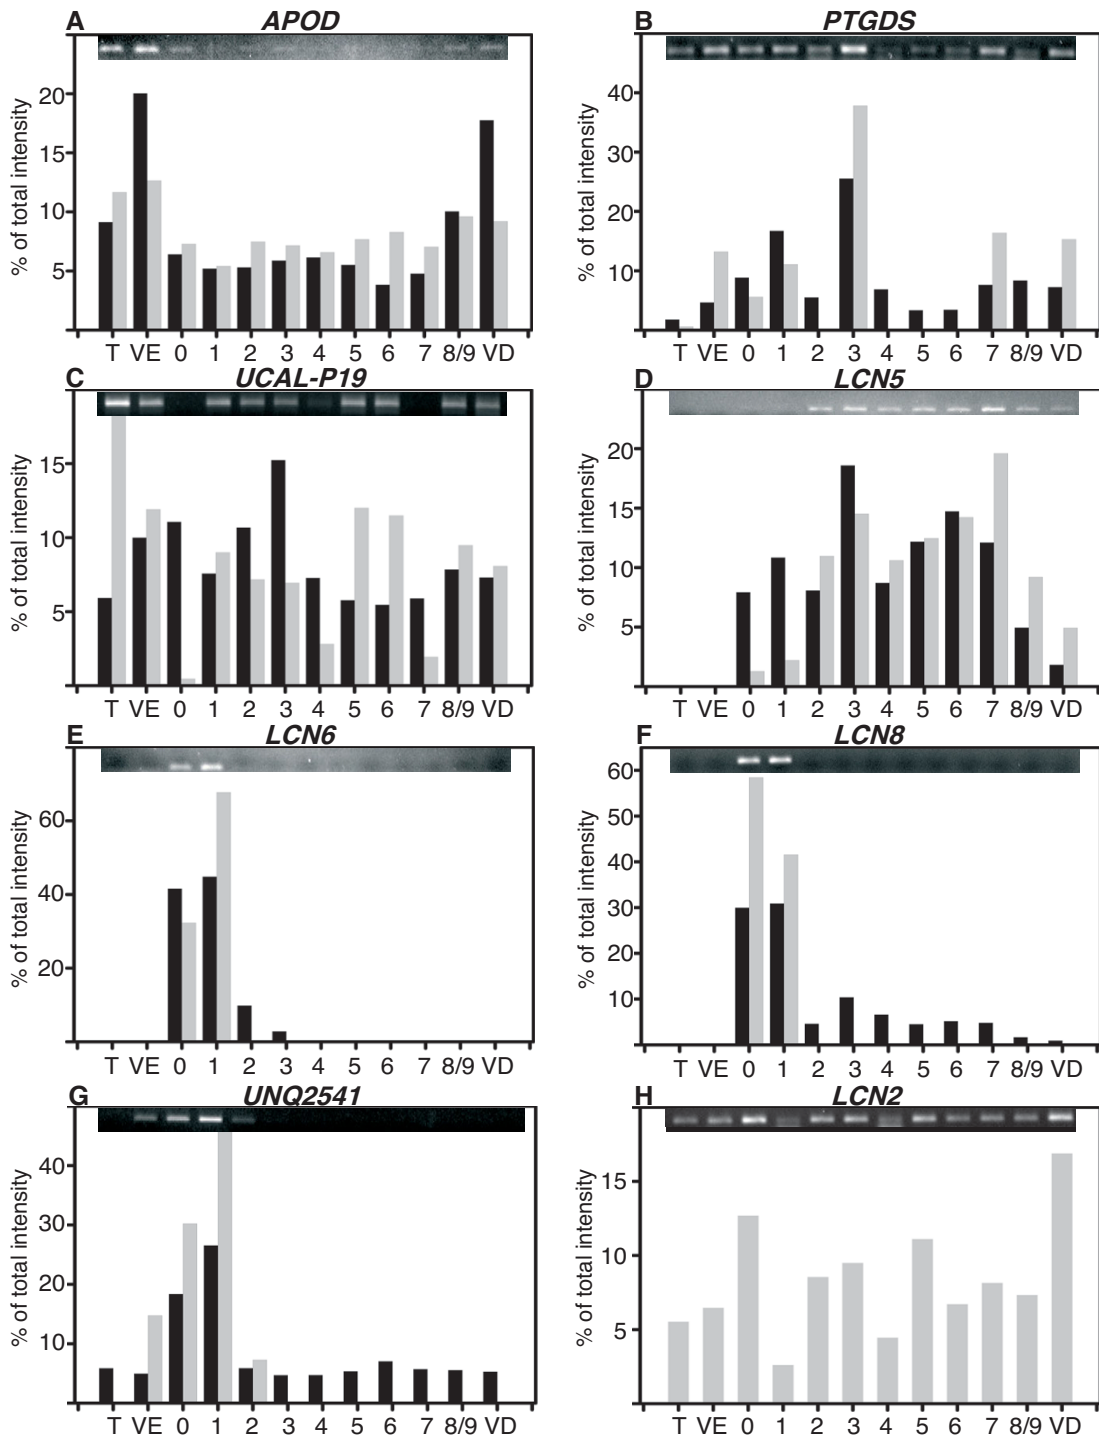 A APOD
% of total intensity
20
15
10
5
T VE 0 1 2 3 4 5 6 7 8/9 VD
B PTGDS
% of total intensity
40
30
20
10
T VE 0 1 2 3 4 5 6 7 8/9 VD
C UCAL-P19
% of total intensity
15
10
5
T VE 0 1 2 3 4 5 6 7 8/9 VD
D LCN5
% of total intensity
20
15
10
5
T VE 0 1 2 3 4 5 6 7 8/9 VD
E LCN6
% of total intensity
60
40
20
T VE 0 1 2 3 4 5 6 7 8/9 VD
F LCN8
% of total intensity
60
50
40
30
20
10
T VE 0 1 2 3 4 5 6 7 8/9 VD
G UNQ2541
% of total intensity
40
30
20
10
T VE 0 1 2 3 4 5 6 7 8/9 VD
H LCN2
% of total intensity
15
10
5
T VE 0 1 2 3 4 5 6 7 8/9 VD